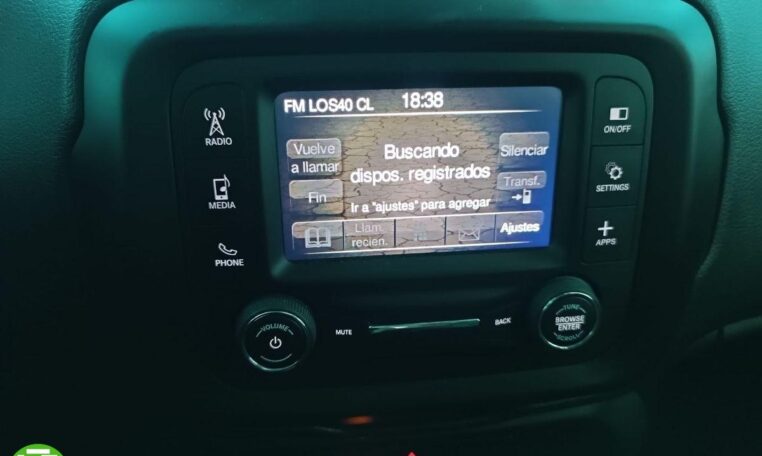 FM LOS40 CL 18:38
Vuelve
a llamar
Fin
Buscando
dispos. registrados
Ir a "ajustes" para agregar
Silenciar
Transf.
Llam.
recien.
Ajustes
RADIO
MEDIA
PHONE
ON/OFF
SETTINGS
APPS
VOLUME
MUTE
BACK
TUNE
BROWSE
ENTER
SCROLL